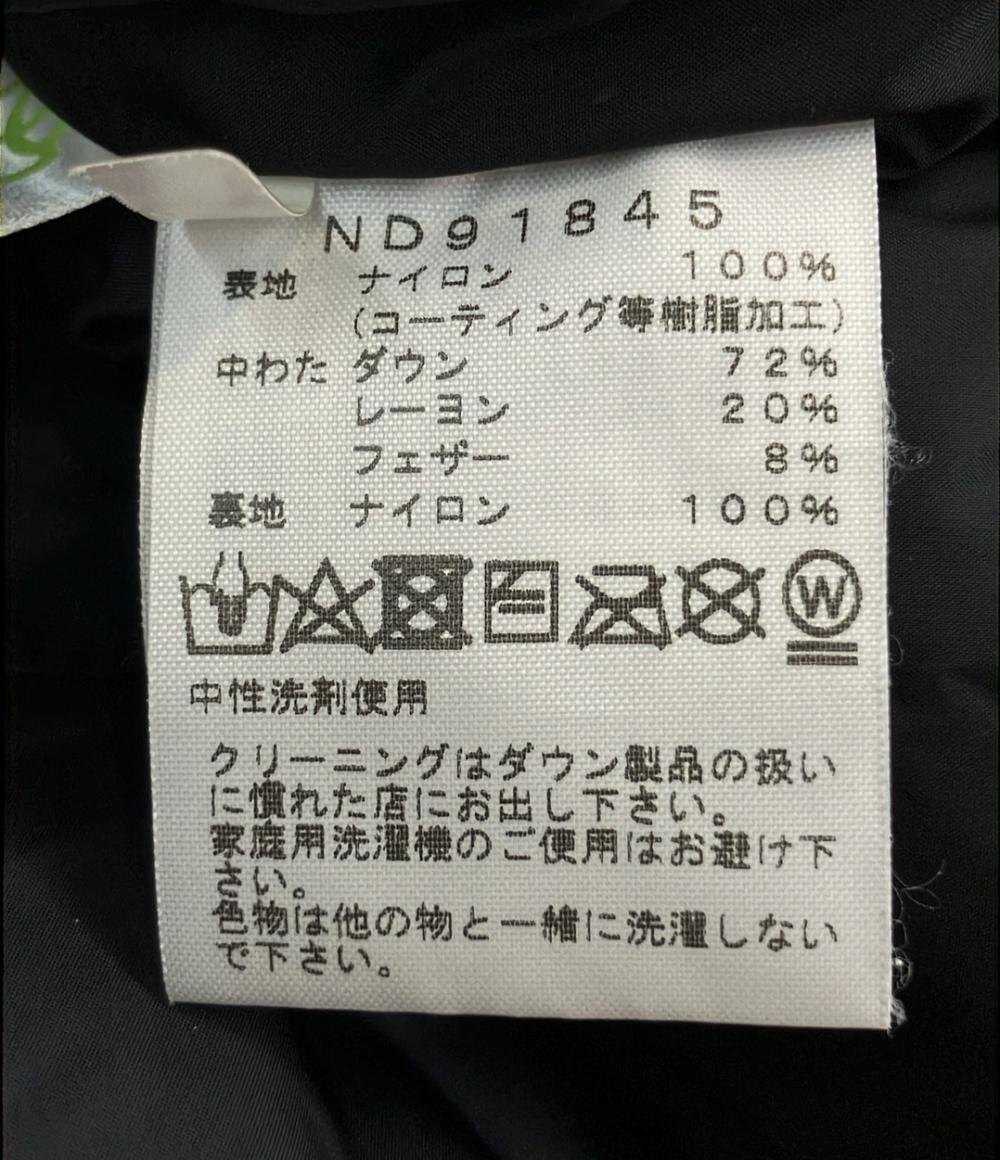 ND91845
表地 ナイロン 100%
(コーティング等樹脂加工)
中わた ダウン 72%
レーヨン 20%
フェザー 8%
裏地 ナイロン 100%
W
中性洗剤使用
クリーニングはダウン製品の扱い
に慣れた店にお出し下さい。
家庭用洗濯機のご使用はお避け下
さい。
色物は他の物と一緒に洗濯しない
で下さい。